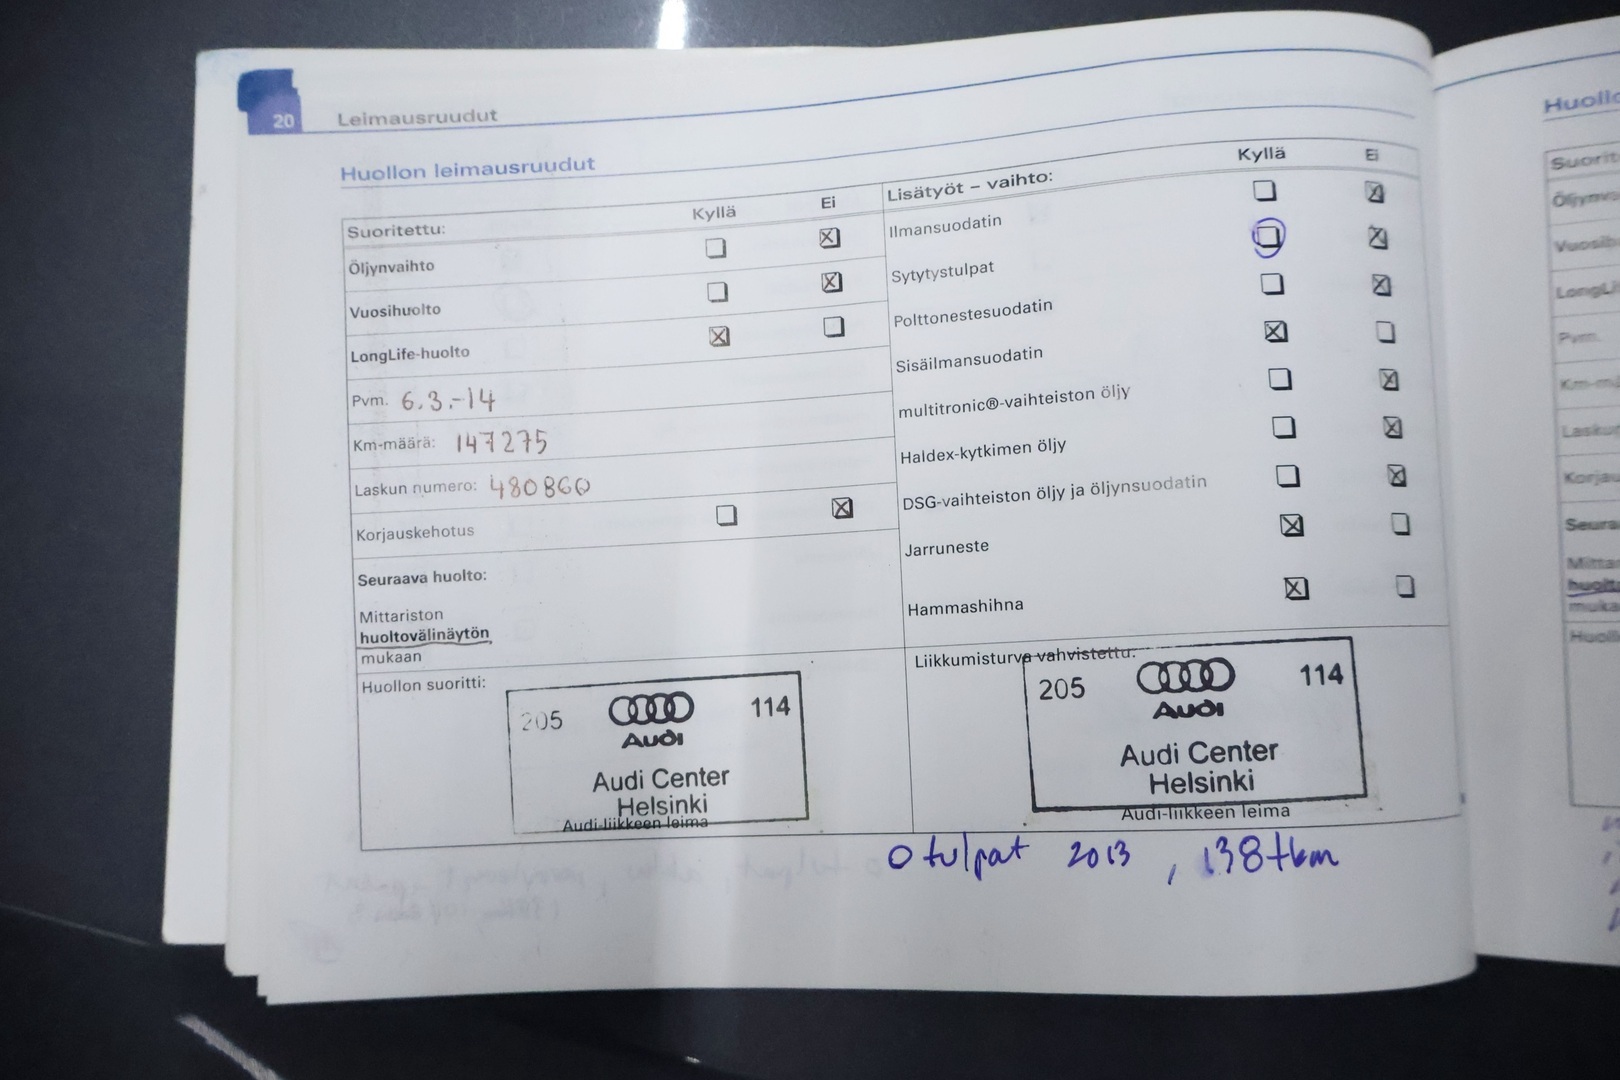 20 Leimausruudut
Huollon leimausruudut
Suoritettu: Kyllä Ei
Öljynvaihto
Vuosihuolto
LongLife-huolto
Pvm. 6.3.-14
Km-määrä: 147275
Laskun numero: 480860
Korjauskehotus
Seuraava huolto:
Mittariston
huoltovälinäytön
mukaan
Huollon suoritti:
205 114
Audi
Audi Center
Helsinki
Audi-liikkeen leima
Lisätyöt – vaihto: Kyllä Ei
Ilmansuodatin
Sytytystulpat
Polttonestesuodatin
Sisäilmansuodatin
multitronic®-vaihteiston öljy
Haldex-kytkimen öljy
DSG-vaihteiston öljy ja öljynsuodatin
Jarruneste
Hammashihna
Liikkumisturva vahvistettu:
205 114
Audi
Audi Center
Helsinki
Audi-liikkeen leima
O tulpat 2013, 138tkm